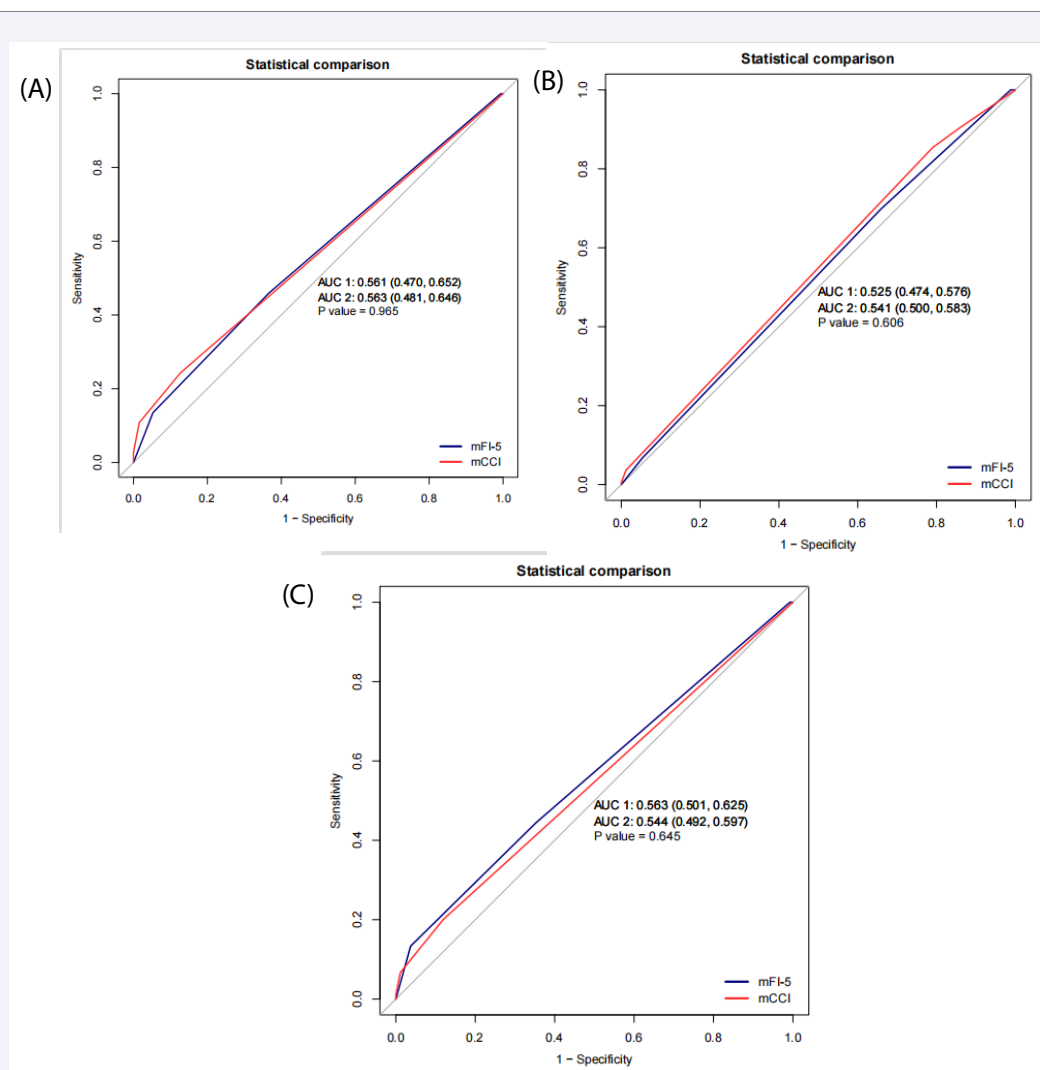 (A)
Statistical comparison
1.0
0.8
0.6
0.4
0.2
0.0
Sensitivity
AUC 1: 0.561 (0.470, 0.652)
AUC 2: 0.563 (0.481, 0.646)
P value = 0.965
mFI-5
mCCI
0.0 0.2 0.4 0.6 0.8 1.0
1 − Specificity
(B)
Statistical comparison
1.0
0.8
0.6
0.4
0.2
0.0
Sensitivity
AUC 1: 0.525 (0.474, 0.576)
AUC 2: 0.541 (0.500, 0.583)
P value = 0.606
mFI-5
mCCI
0.0 0.2 0.4 0.6 0.8 1.0
1 − Specificity
(C)
Statistical comparison
1.0
0.8
0.6
0.4
0.2
0.0
Sensitivity
AUC 1: 0.563 (0.501, 0.625)
AUC 2: 0.544 (0.492, 0.597)
P value = 0.645
mFI-5
mCCI
0.0 0.2 0.4 0.6 0.8 1.0
1 − Specificity